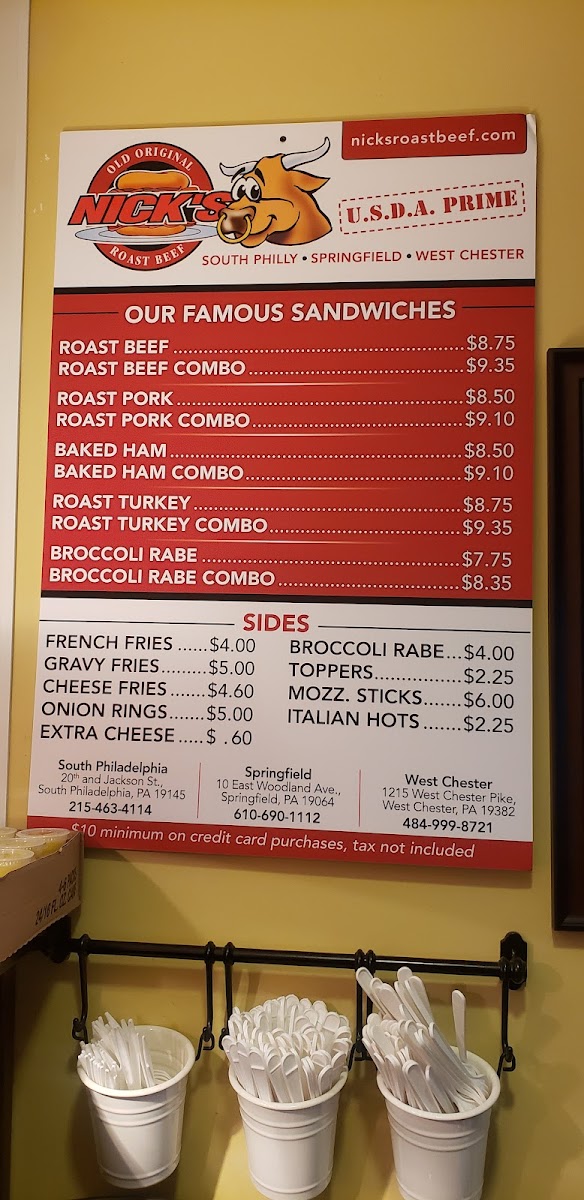 nicksroastbeef.com
OLD ORIGINAL
NICK'S
ROAST BEEF
U.S.D.A. PRIME
SOUTH PHILLY • SPRINGFIELD • WEST CHESTER
OUR FAMOUS SANDWICHES
ROAST BEEF ........ $8.75
ROAST BEEF COMBO ........ $9.35
ROAST PORK ........ $8.50
ROAST PORK COMBO ........ $9.10
BAKED HAM ........ $8.50
BAKED HAM COMBO ........ $9.10
ROAST TURKEY ........ $8.75
ROAST TURKEY COMBO ........ $9.35
BROCCOLI RABE ........ $7.75
BROCCOLI RABE COMBO ........ $8.35
SIDES
FRENCH FRIES ......$4.00
GRAVY FRIES.........$5.00
CHEESE FRIES .......$4.60
ONION RINGS.......$5.00
EXTRA CHEESE .....$ .60
BROCCOLI RABE...$4.00
TOPPERS................$2.25
MOZZ. STICKS.......$6.00
ITALIAN HOTS .......$2.25
South Philadelphia
20th and Jackson St.,
South Philadelphia, PA 19145
215-463-4114
Springfield
10 East Woodland Ave.,
Springfield, PA 19064
610-690-1112
West Chester
1215 West Chester Pike,
West Chester, PA 19382
484-999-8721
$10 minimum on credit card purchases, tax not included